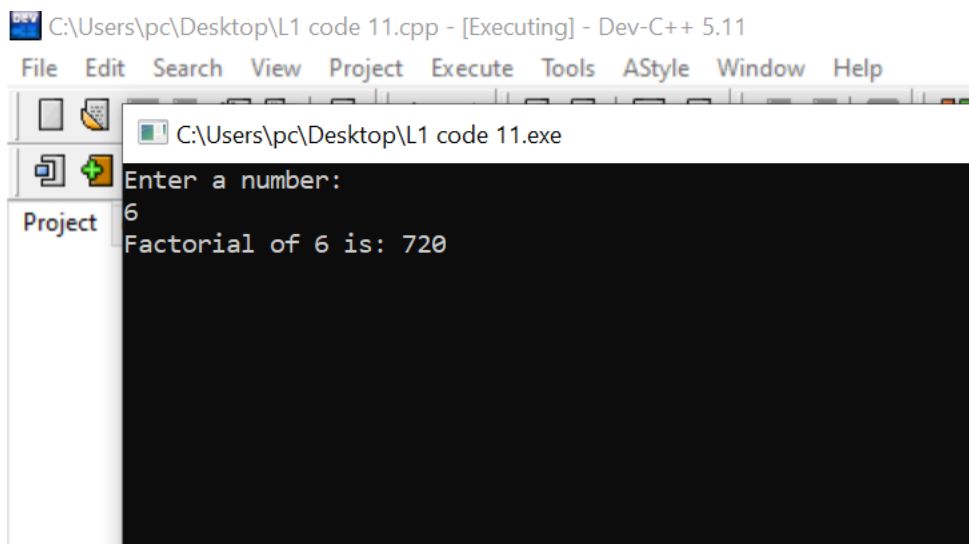 DEV
C:\Users\pc\Desktop\L1 code 11.cpp - [Executing] - Dev-C++ 5.11
File Edit Search View Project Execute Tools AStyle Window Help
C:\Users\pc\Desktop\L1 code 11.exe
Enter a number:
Project
6
Factorial of 6 is: 720